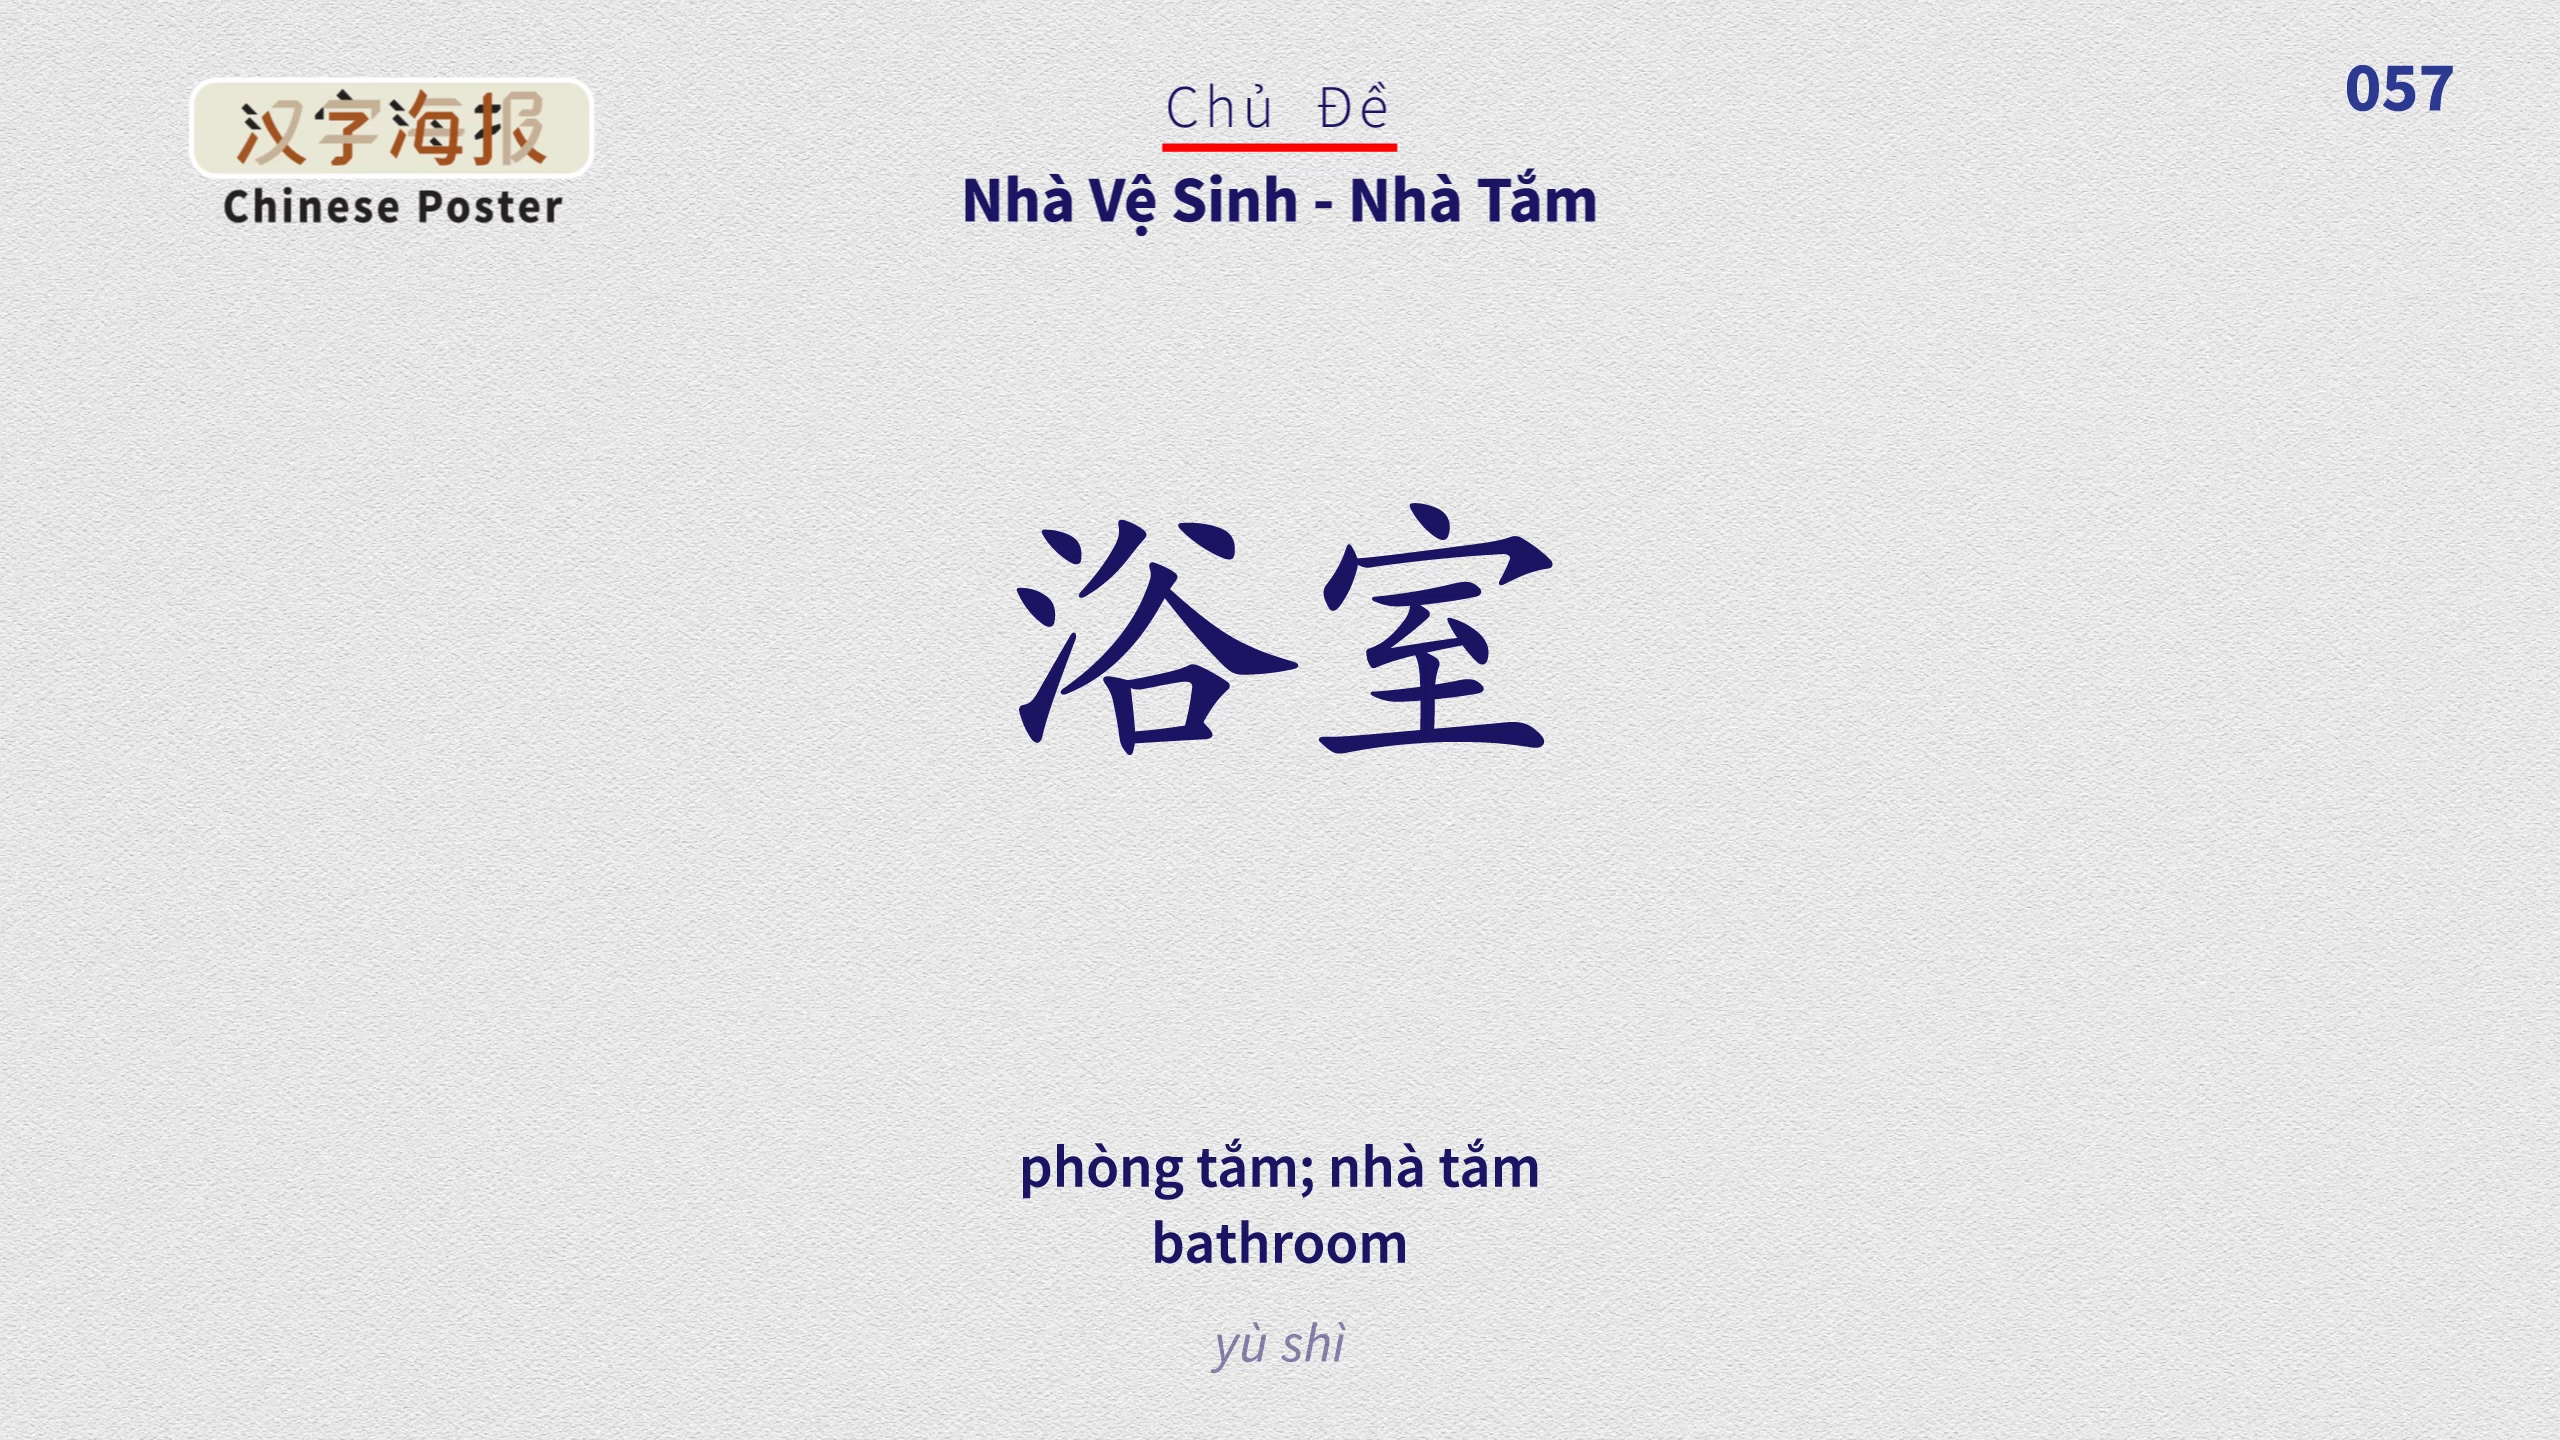 汉字海报
Chinese Poster
Chủ Đề
Nhà Vệ Sinh - Nhà Tắm
057
浴室
phòng tắm; nhà tắm
bathroom
yù shì